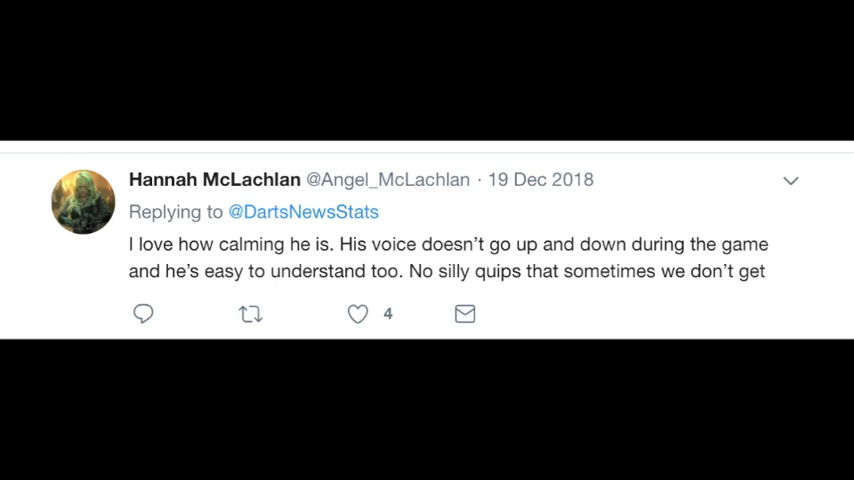 Hannah McLachlan @Angel_McLachlan · 19 Dec 2018
Replying to @DartsNewsStats
I love how calming he is. His voice doesn’t go up and down during the game
and he’s easy to understand too. No silly quips that sometimes we don’t get
4